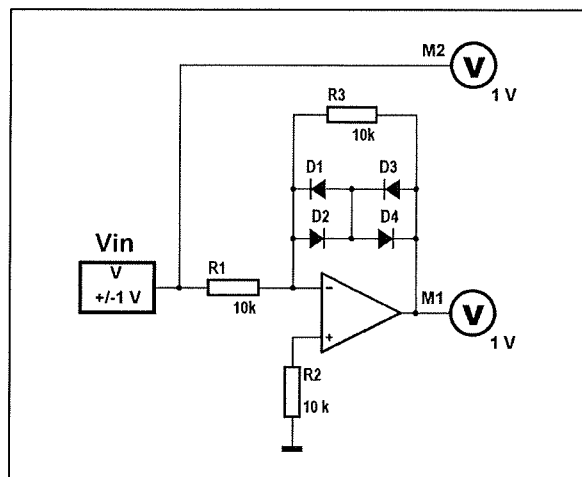 M2
V
1 V
R3
10k
D1
D3
D2
D4
Vin
V
+/-1 V
R1
10k
-
+
M1
V
1 V
R2
10 k